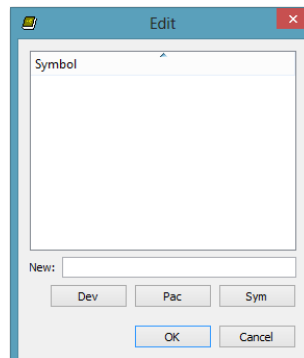 Edit
Symbol
New:
Dev Pac Sym
OK Cancel